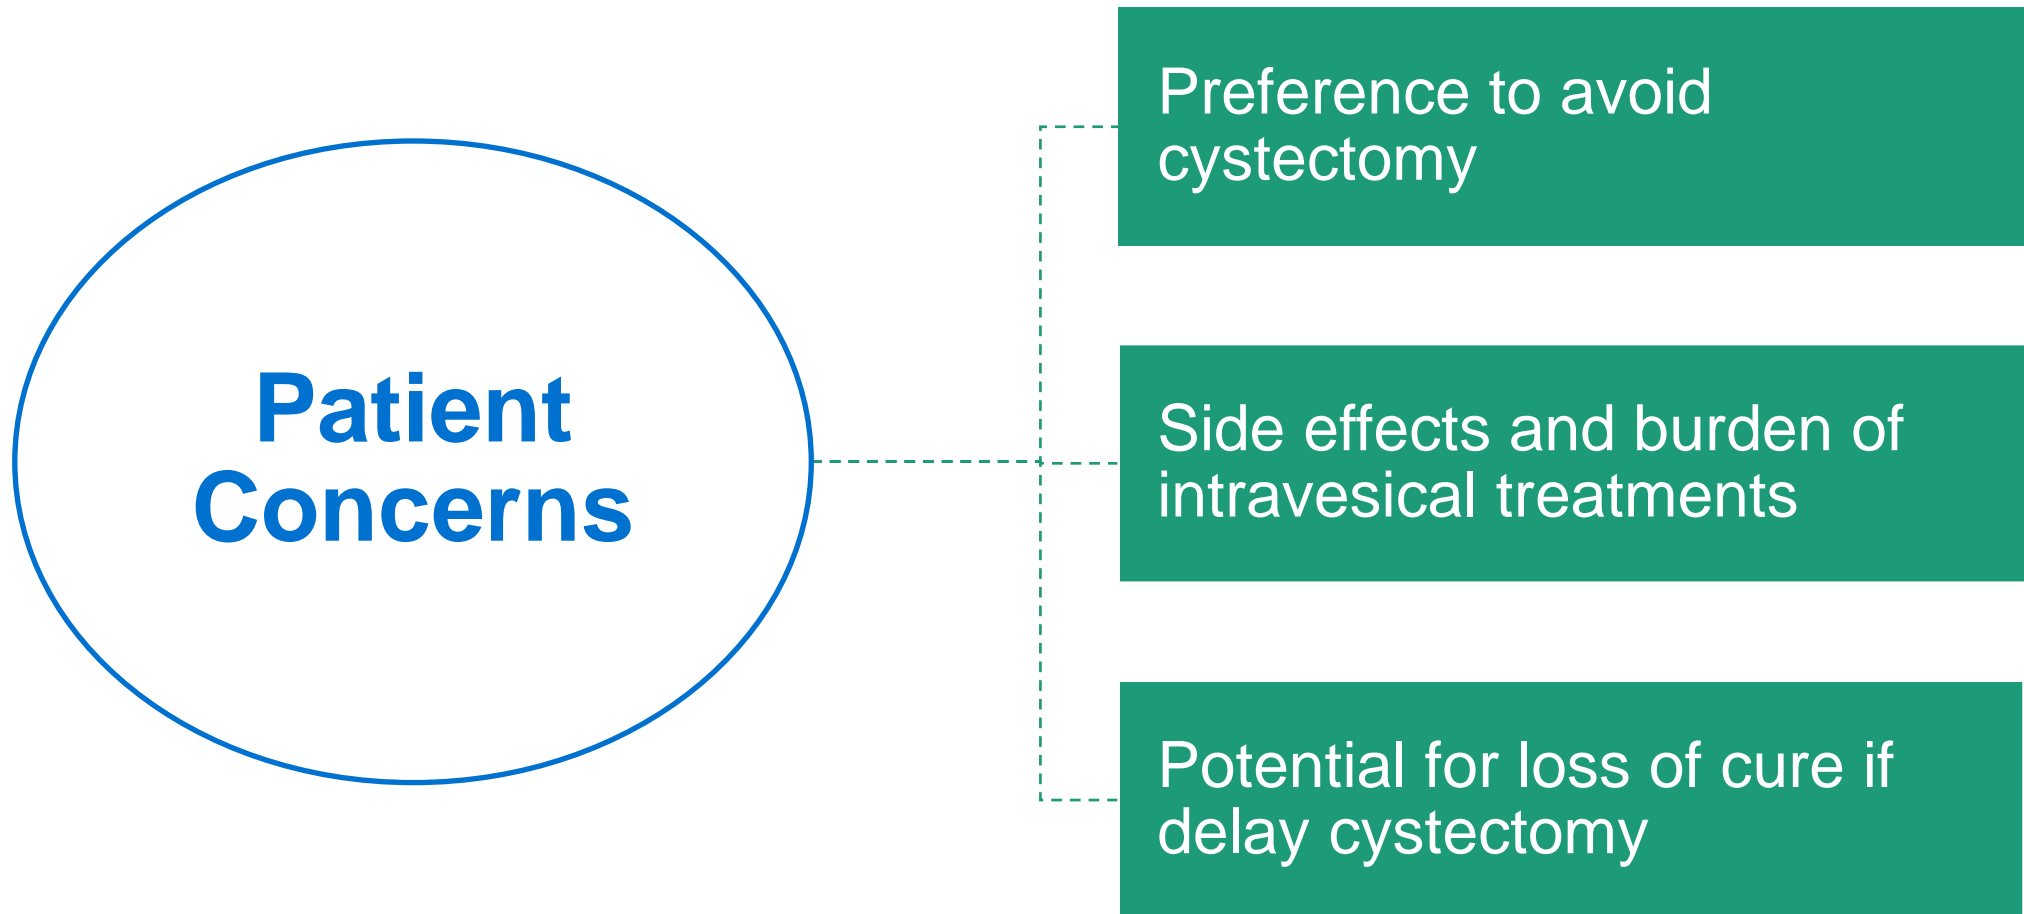 Patient
Concerns
Preference to avoid
cystectomy
Side effects and burden of
intravesical treatments
Potential for loss of cure if
delay cystectomy